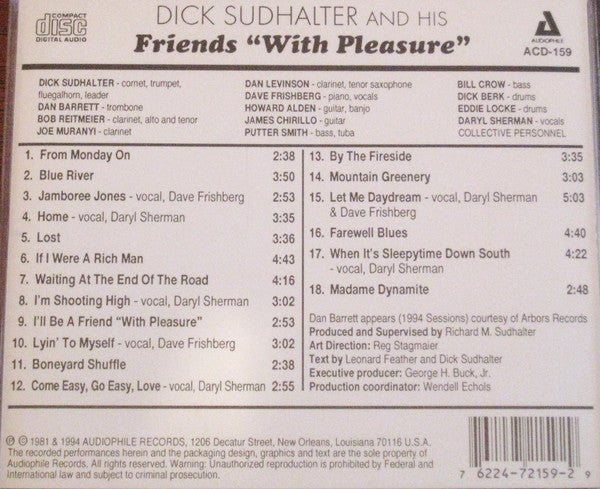 COMPACT
disc
DIGITAL AUDIO
DICK SUDHALTER AND HIS
Friends "With Pleasure"
AUDIOPHILE
ACD-159
DICK SUDHALTER - cornet, trumpet,
fluegalhorn, leader
DAN BARRETT - trombone
BOB REITMEIER - clarinet, alto and tenor
JOE MURANYI - clarinet
DAN LEVINSON - clarinet, tenor saxophone
DAVE FRISHBERG - piano, vocals
HOWARD ALDEN - guitar, banjo
JAMES CHIRILLO - guitar
PUTTER SMITH - bass, tuba
BILL CROW - bass
DICK BERK - drums
EDDIE LOCKE - drums
DARYL SHERMAN - vocals
COLLECTIVE PERSONNEL
1. From Monday On 2:38
2. Blue River 3:50
3. Jamboree Jones - vocal, Dave Frishberg 2:53
4. Home - vocal, Daryl Sherman 3:35
5. Lost 3:36
6. If I Were A Rich Man 4:43
7. Waiting At The End Of The Road 4:16
8. I'm Shooting High - vocal, Daryl Sherman 3:02
9. I'll Be A Friend "With Pleasure" 2:53
10. Lyin' To Myself - vocal, Dave Frishberg 3:02
11. Boneyard Shuffle 2:38
12. Come Easy, Go Easy, Love - vocal, Daryl Sherman 2:55
13. By The Fireside 3:35
14. Mountain Greenery 3:03
15. Let Me Daydream - vocal, Daryl Sherman 5:03
& Dave Frishberg
16. Farewell Blues 4:40
17. When It's Sleepytime Down South 4:22
- vocal, Daryl Sherman
18. Madame Dynamite 2:48
Dan Barrett appears (1994 Sessions) courtesy of Arbors Records
Produced and Supervised by Richard M. Sudhalter
Art Direction: Reg Stagmaier
Text by Leonard Feather and Dick Sudhalter
Executive producer: George H. Buck, Jr.
Production coordinator: Wendell Echols
℗ © 1981 & 1994 AUDIOPHILE RECORDS, 1206 Decatur Street, New Orleans, Louisiana 70116 U.S.A.
The recorded performances herein and the packaging design, graphics and text are the sole property of
Audiophile Records. All rights reserved. Warning: Unauthorized reproduction is prohibited by Federal and
International law and subject to criminal prosecution.
7 6224-72159-2 9